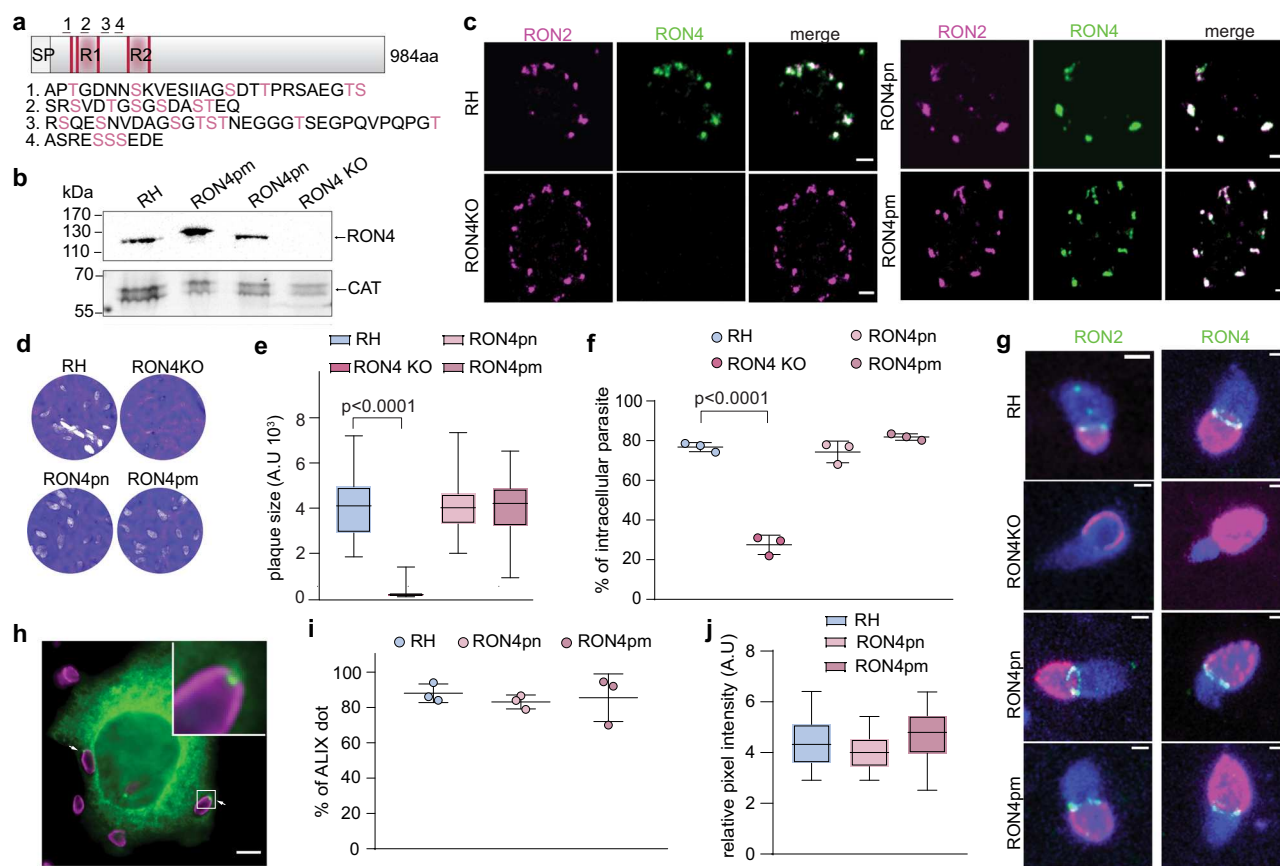 a
1 2 3 4
SP R1 R2 984aa
1. APTGDNNSKVESIIAGSDTTPRSAEGTS
2. SRSVDTGSGSDASTEQ
3. RSQESNVDAGSGTSTNEGGGTSEGPQVPQPGT
4. ASRESSSEDE
b
kDa RH RON4pm RON4pn RON4 KO
170
130
110
←RON4
70
55
←CAT
c
RON2 RON4 merge
RH
RON4KO
RON2 RON4 merge
RON4pn
RON4pm
d
RH RON4KO
RON4pn RON4pm
e
RH RON4pn
RON4 KO RON4pm
p<0.0001
plaque size (A.U 10³)
8
6
4
2
0
f
RH RON4pn
RON4 KO RON4pm
p<0.0001
% of intracellular parasite
100
80
60
40
20
0
g
RON2 RON4
RH
RON4KO
RON4pn
RON4pm
h
i
RH RON4pn RON4pm
% of ALIX dot
100
80
60
40
20
0
j
RH
RON4pn
RON4pm
relative pixel intensity (A.U)
8
6
4
2
0